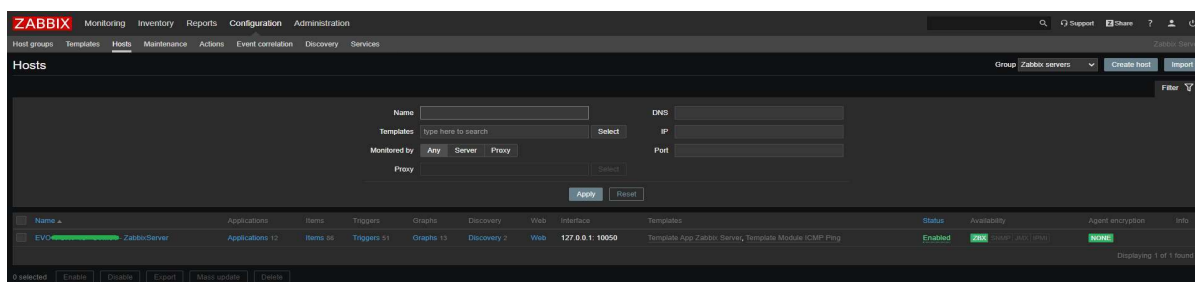 ZABBIX Monitoring Inventory Reports Configuration Administration Support Share ?
Host groups Templates Hosts Maintenance Actions Event correlation Discovery Services Zabbix Serv
Hosts Group Zabbix servers Create host Import
Filter
Name DNS
Templates type here to search Select IP
Monitored by Any Server Proxy Port
Proxy Select
Apply Reset
Name Applications Items Triggers Graphs Discovery Web Interface Templates Status Availability Agent encryption Info
EVO - ZabbixServer Applications 12 Items 86 Triggers 51 Graphs 13 Discovery 2 Web 127.0.0.1: 10050 Template App Zabbix Server, Template Module ICMP Ping Enabled ZBX SNMP JMX IPMI NONE
Displaying 1 of 1 found
0 selected Enable Disable Export Mass update Delete